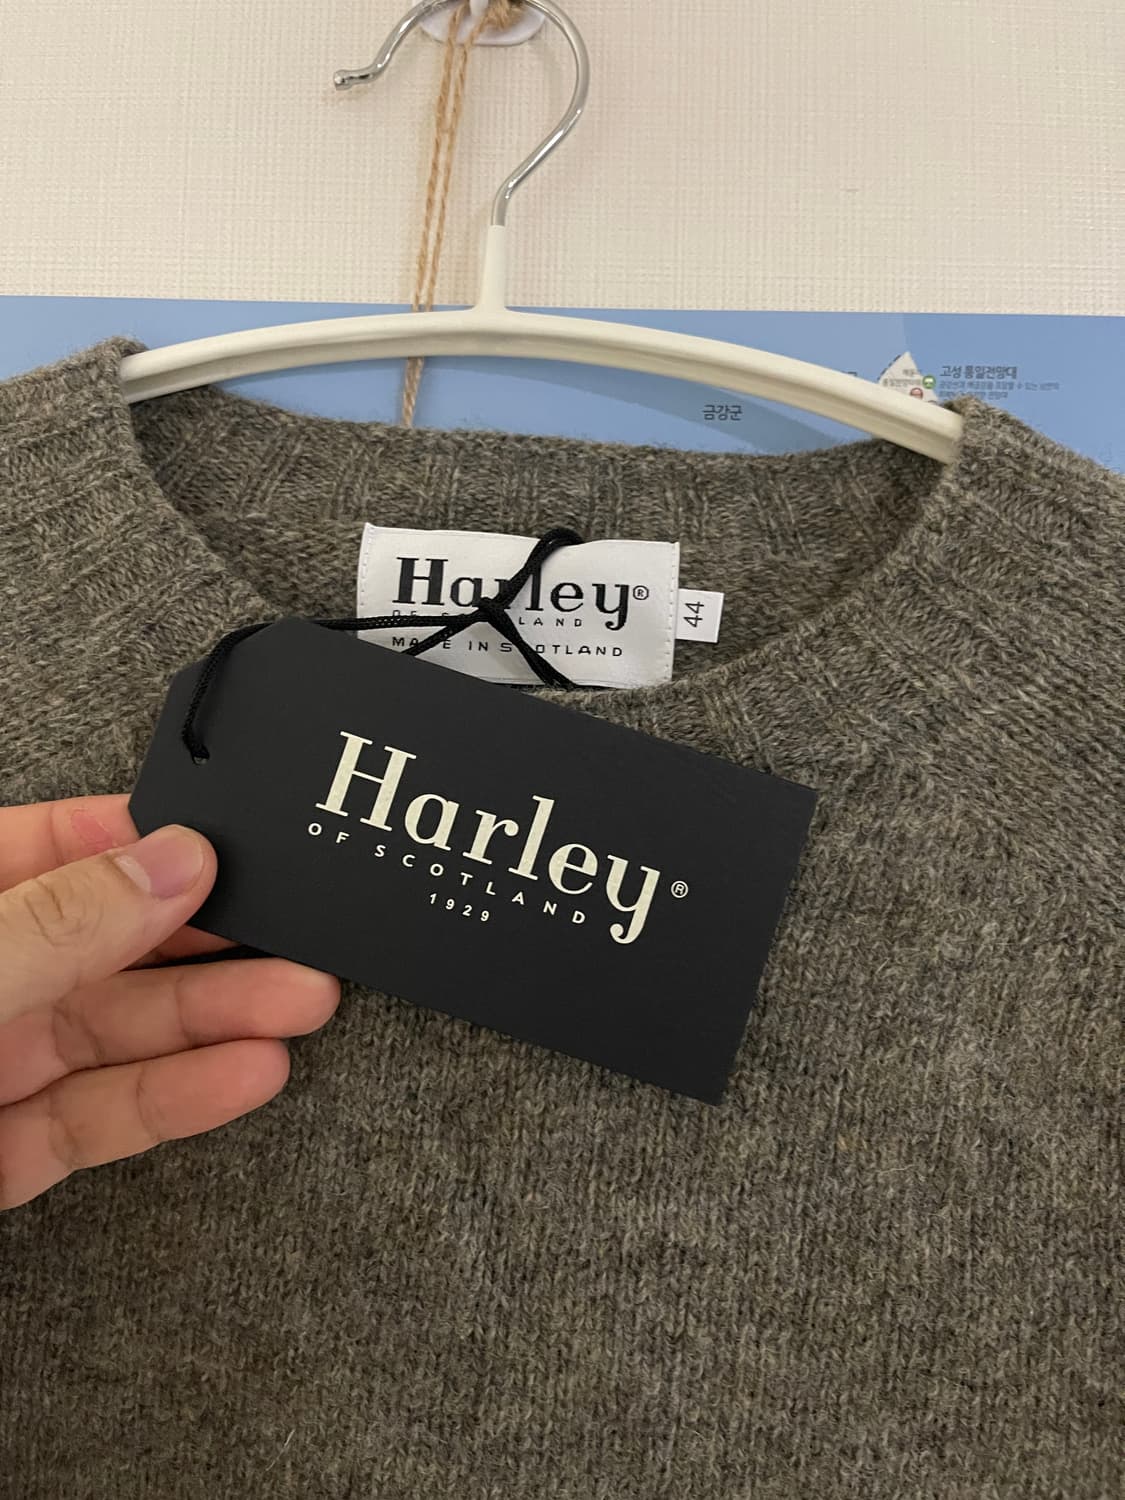 고성 통일전망대
금강군
Harley®
OF SCOTLAND
MADE IN SCOTLAND
44
Harley®
OF SCOTLAND
1929